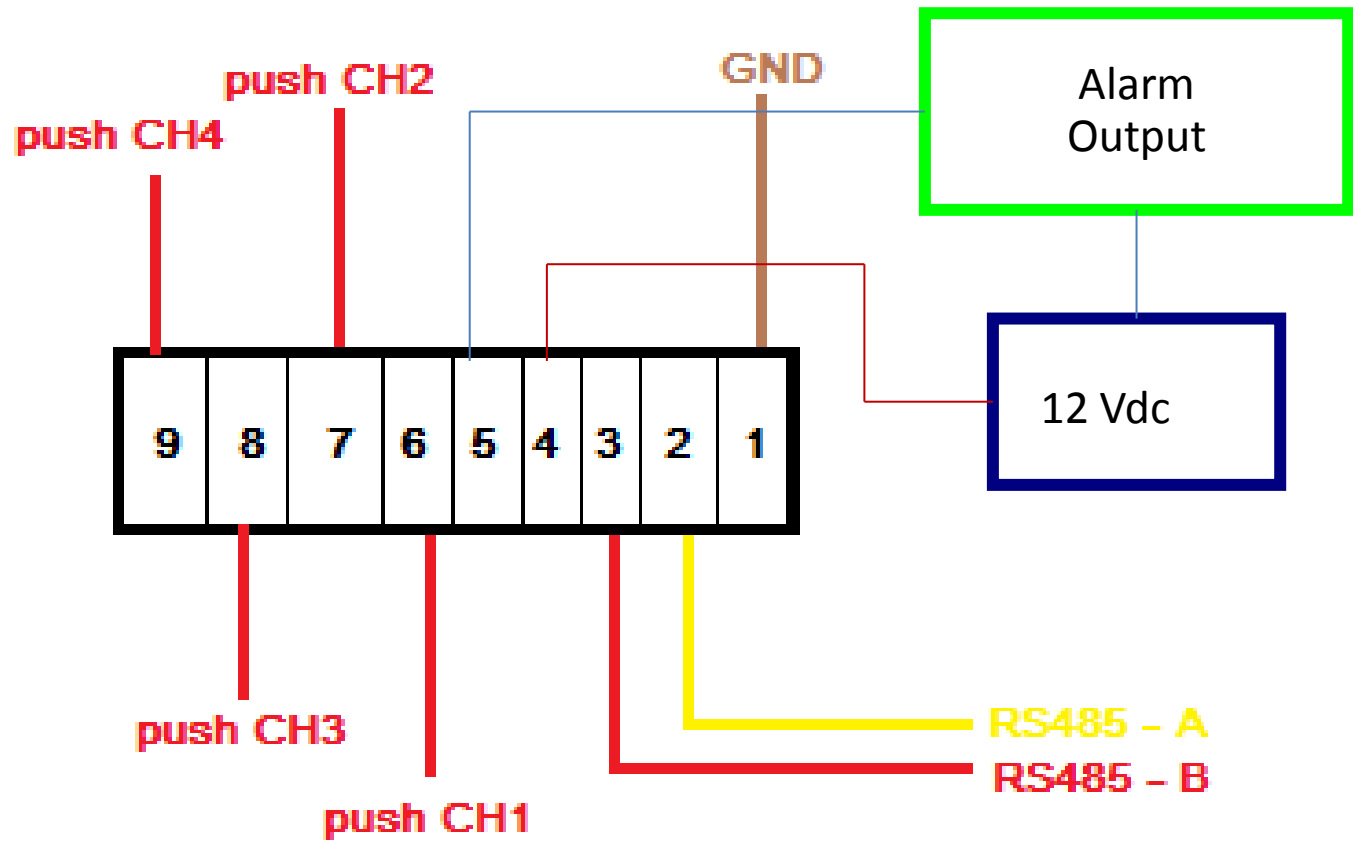 push CH2
GND
Alarm
Output
push CH4
12 Vdc
9 8 7 6 5 4 3 2 1
push CH3
RS485 – A
RS485 – B
push CH1